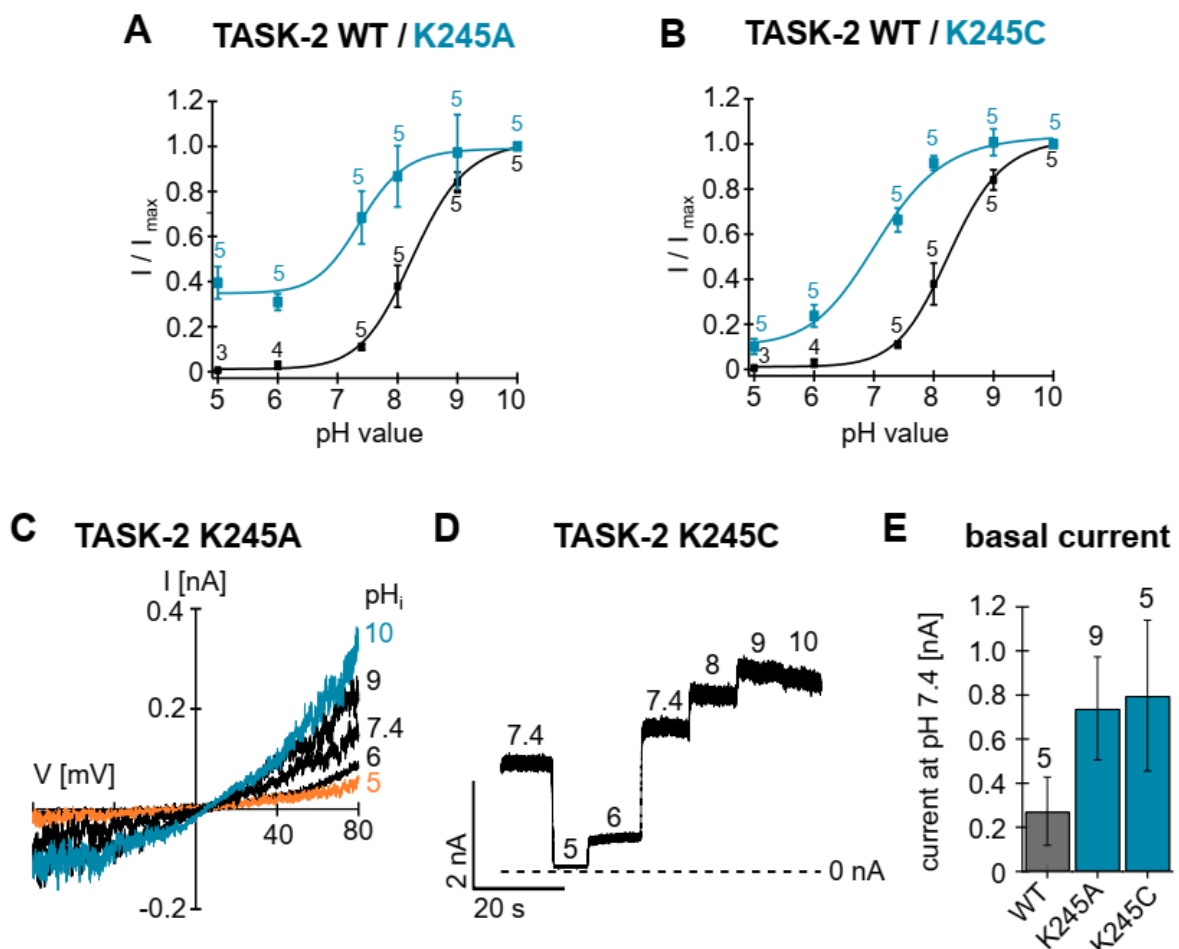 A TASK-2 WT / K245A
1.2
1.0
0.8
0.6
0.4
0.2
0
I / I max
5 5 5 5 5 5
3 4 5 5 5 5
5 6 7 8 9 10
pH value
B TASK-2 WT / K245C
1.2
1.0
0.8
0.6
0.4
0.2
0
I / I max
5 5 5 5 5 5
3 4 5 5 5 5
5 6 7 8 9 10
pH value
C TASK-2 K245A
I [nA]
0.4
0.2
-0.2
V [mV]
40 80
pHi
10
9
7.4
6
5
D TASK-2 K245C
7.4 5 6 7.4 8 9 10
0 nA
2 nA
20 s
E basal current
current at pH 7.4 [nA]
1.2
1.0
0.8
0.6
0.4
0.2
0
5 9 5
WT K245A K245C